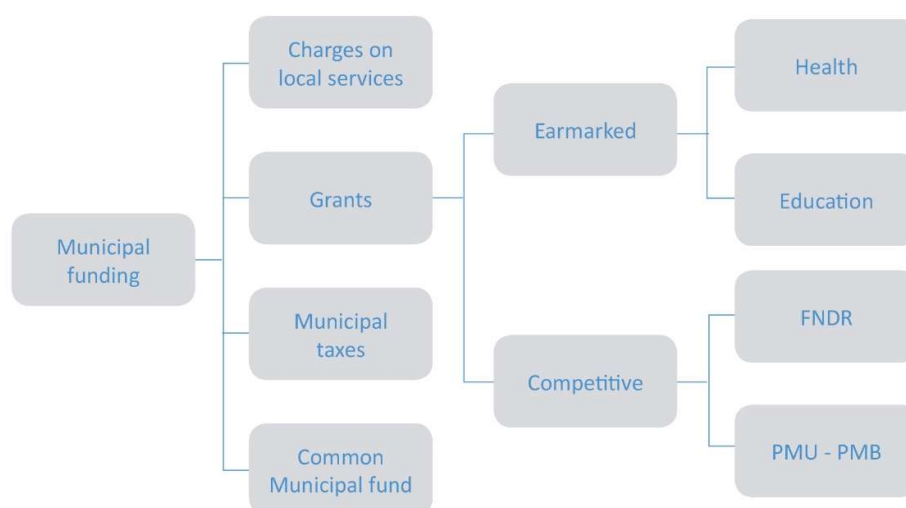 Municipal
funding
Charges on
local services
Grants
Municipal
taxes
Common
Municipal fund
Earmarked
Competitive
Health
Education
FNDR
PMU - PMB